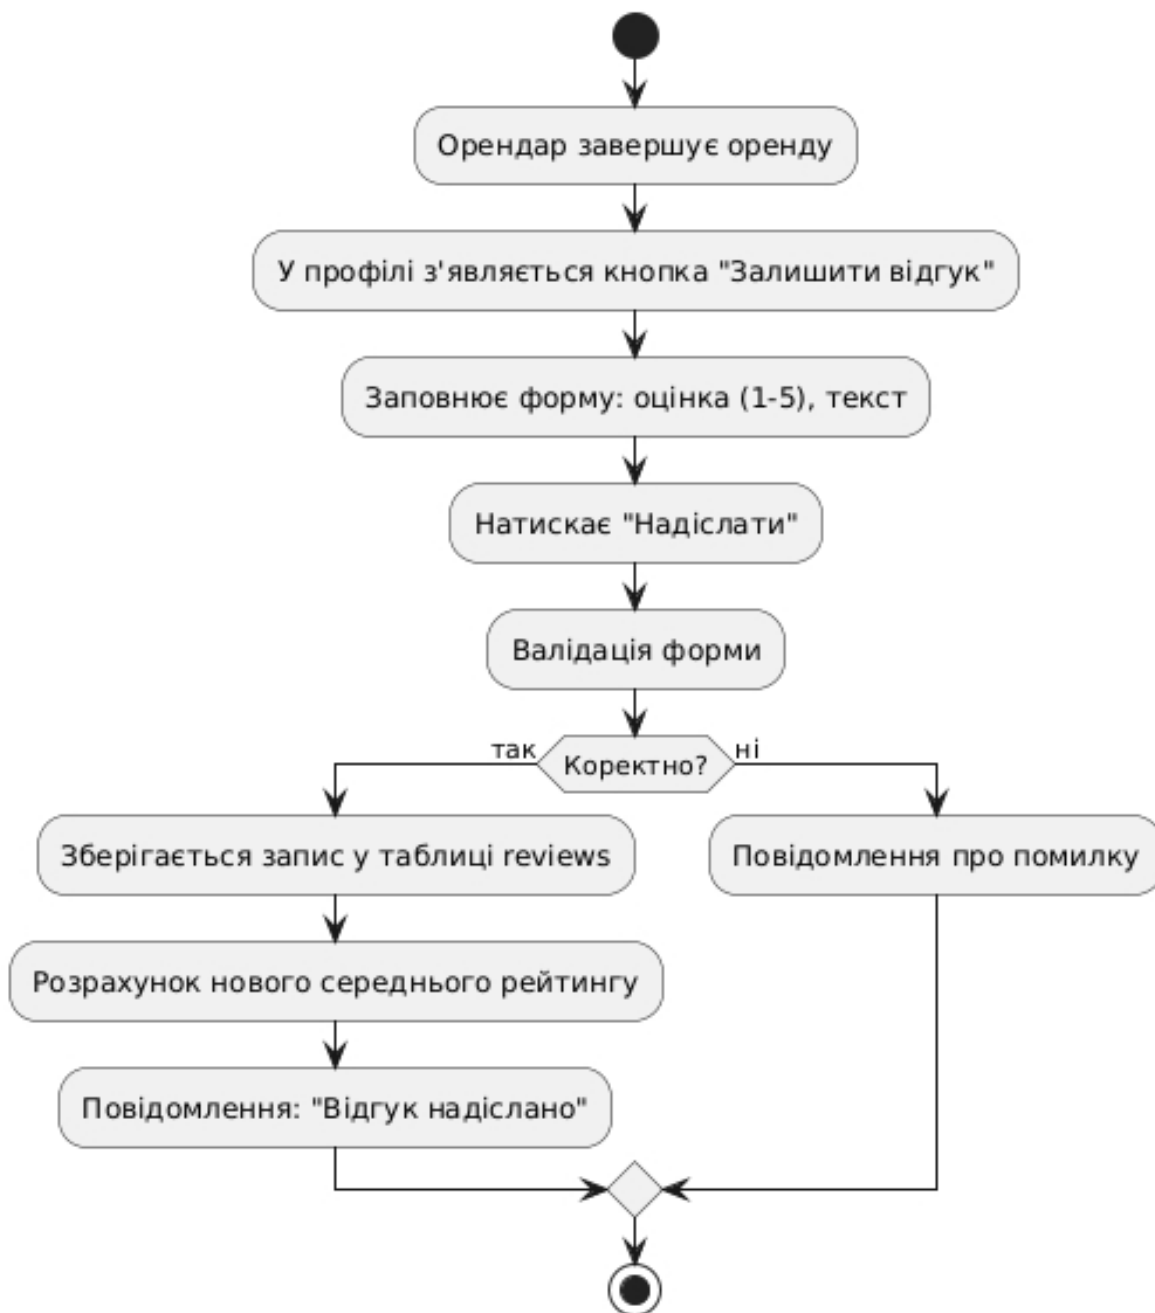 Орендар завершує оренду
У профілі з'являється кнопка "Залишити відгук"
Заповнює форму: оцінка (1-5), текст
Натискає "Надіслати"
Валідація форми
так
Коректно?
ні
Зберігається запис у таблиці reviews
Повідомлення про помилку
Розрахунок нового середнього рейтингу
Повідомлення: "Відгук надіслано"